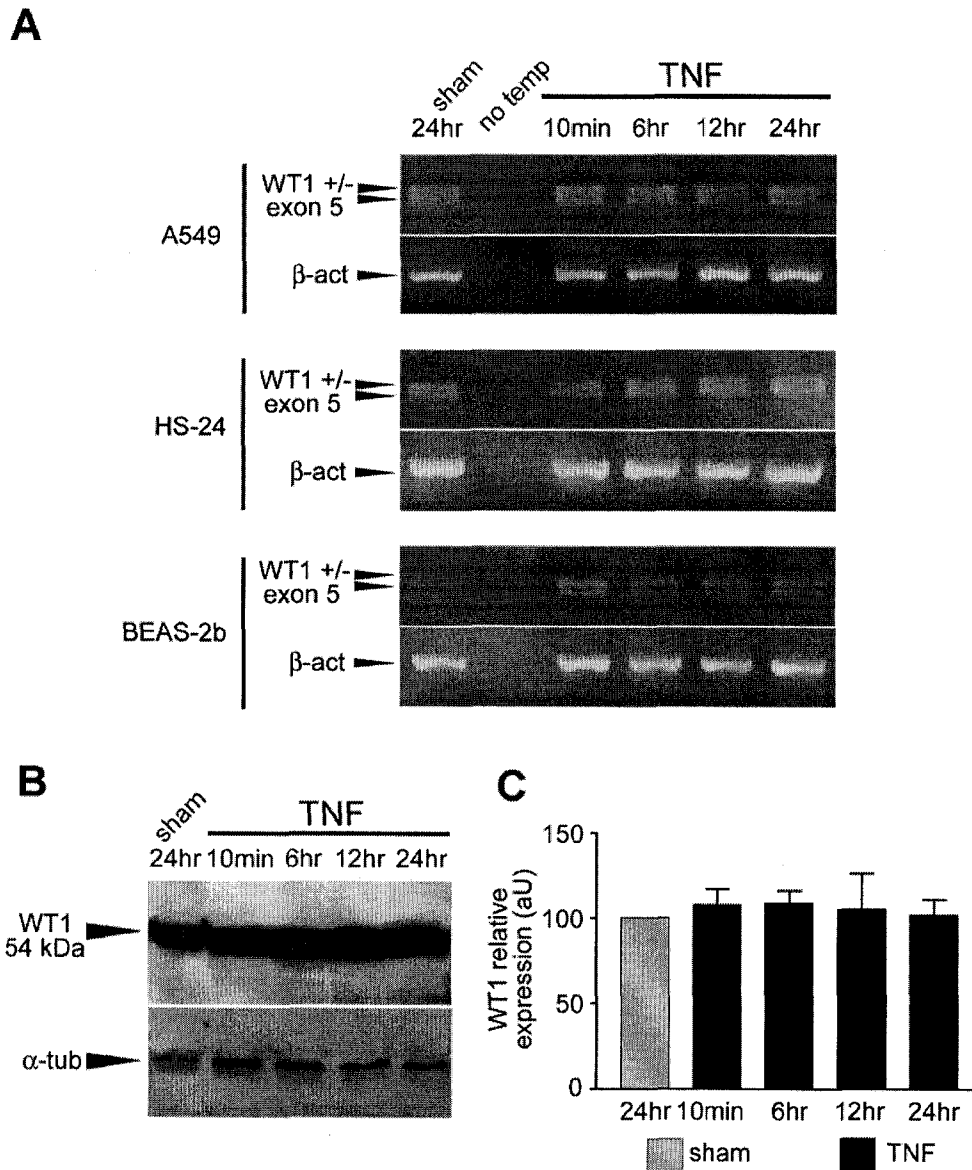 A
sham
no temp
TNF
24hr
10min
6hr
12hr
24hr
WT1 +/-
exon 5
A549
β-act
WT1 +/-
exon 5
HS-24
β-act
WT1 +/-
exon 5
BEAS-2b
β-act
B
sham
TNF
24hr 10min 6hr 12hr 24hr
WT1
54 kDa
α-tub
C
WT1 relative
expression (aU)
150
100
50
0
24hr 10min 6hr 12hr 24hr
sham
TNF